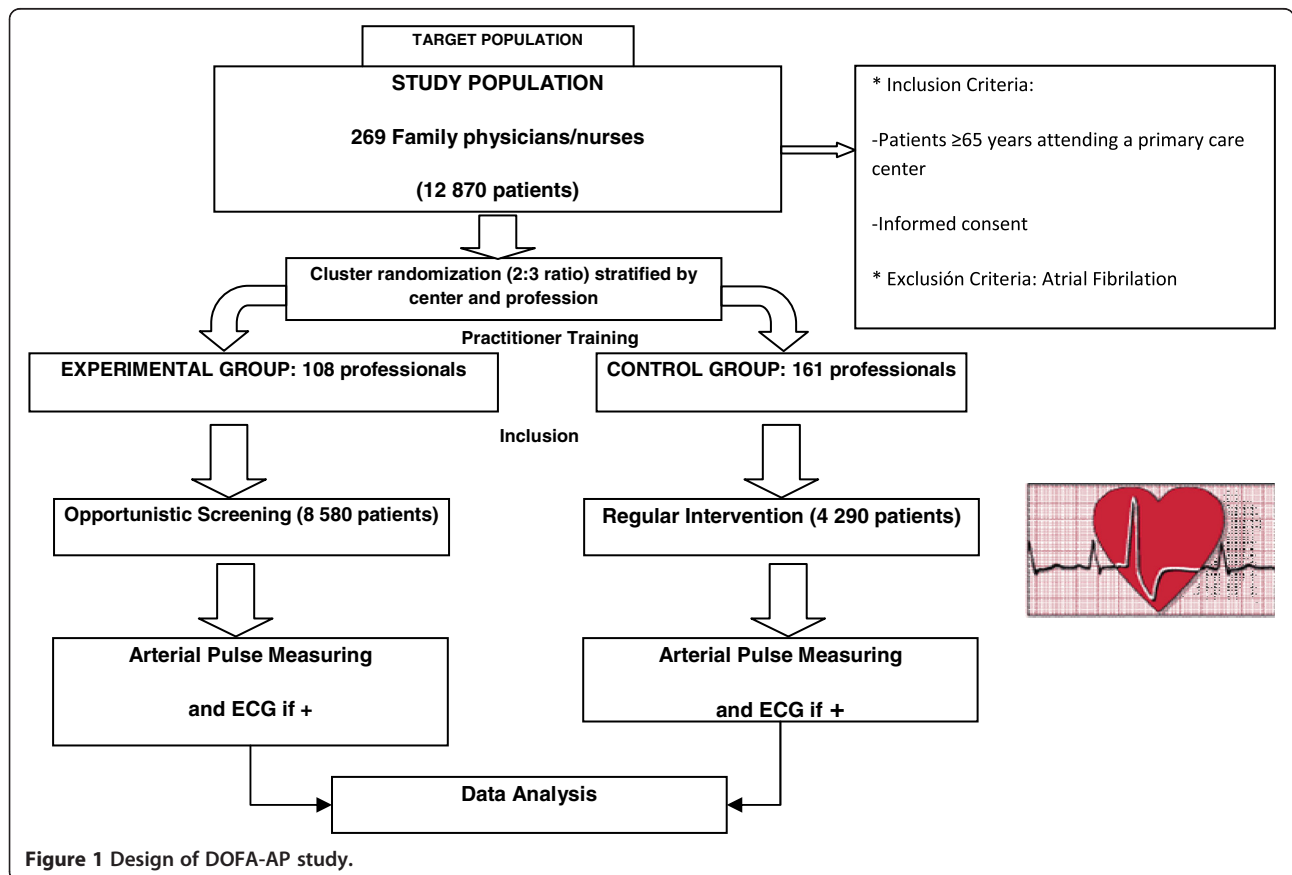 TARGET POPULATION
STUDY POPULATION
269 Family physicians/nurses
(12 870 patients)
* Inclusion Criteria:
-Patients ≥65 years attending a primary care
center
-Informed consent
* Exclusión Criteria: Atrial Fibrilation
Cluster randomization (2:3 ratio) stratified by
center and profession
Practitioner Training
EXPERIMENTAL GROUP: 108 professionals
CONTROL GROUP: 161 professionals
Inclusion
Opportunistic Screening (8 580 patients)
Regular Intervention (4 290 patients)
Arterial Pulse Measuring
and ECG if +
Arterial Pulse Measuring
and ECG if +
Data Analysis
Figure 1 Design of DOFA-AP study.